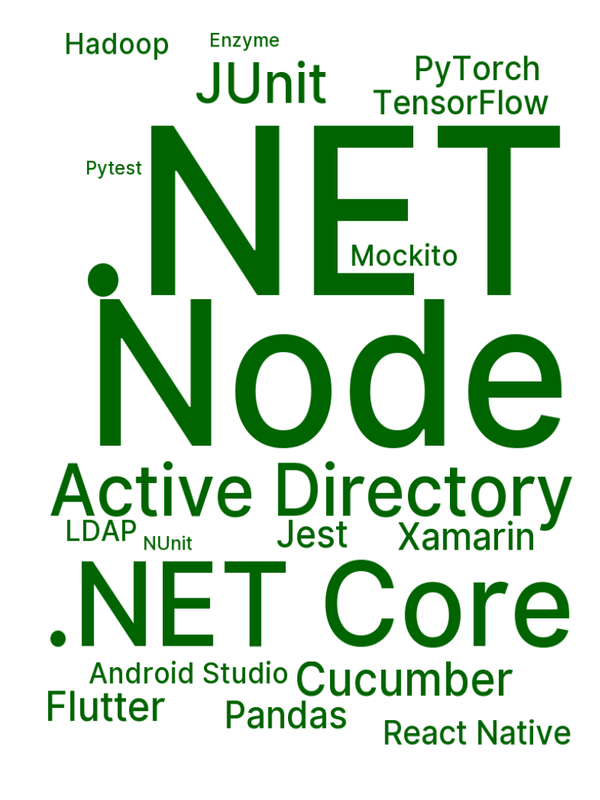 Hadoop
Enzyme
JUnit
PyTorch
TensorFlow
Pytest
.NET
Mockito
Node
Active Directory
LDAP
NUnit
Jest
Xamarin
.NET Core
Android Studio
Cucumber
Flutter
Pandas
React Native